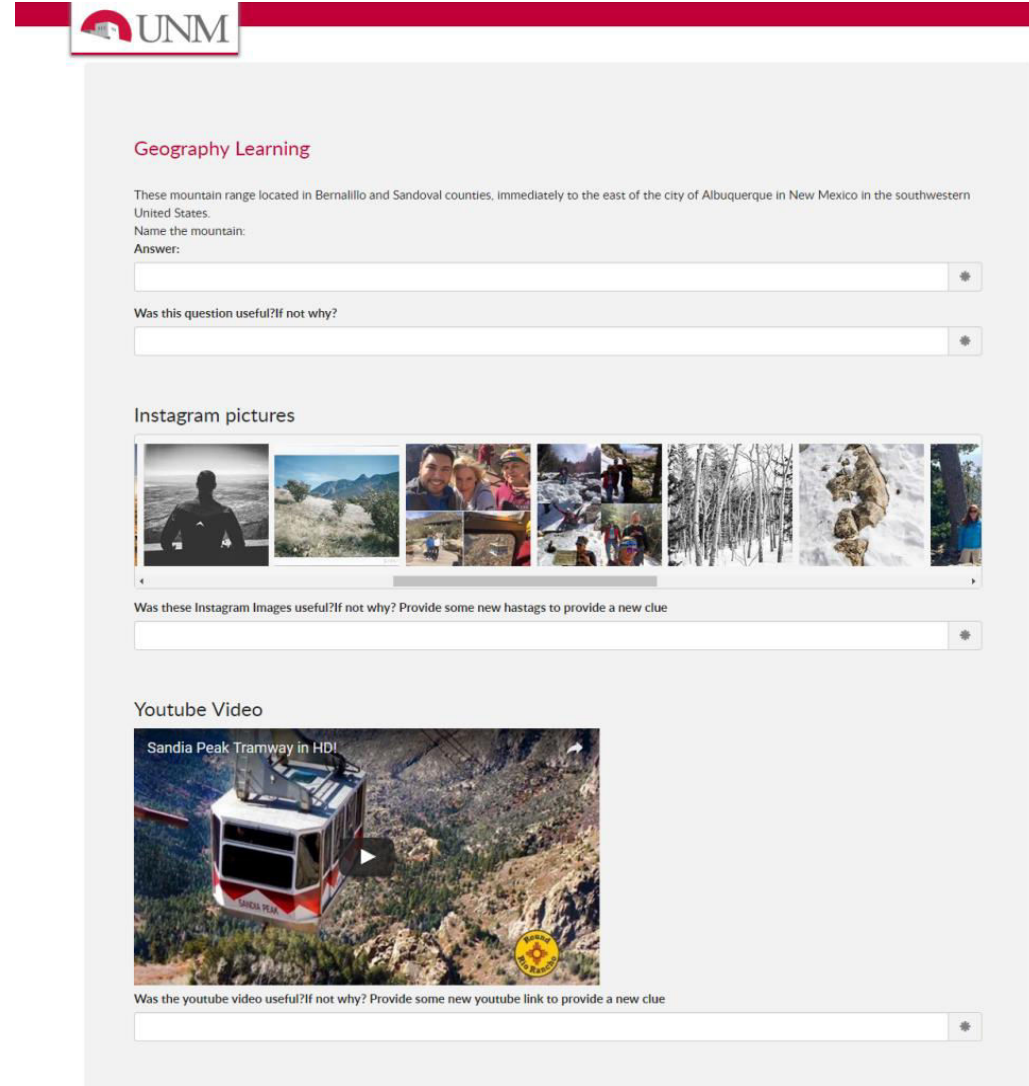 UNM
Geography Learning
These mountain range located in Bernalillo and Sandoval counties, immediately to the east of the city of Albuquerque in New Mexico in the southwestern
United States.
Name the mountain:
Answer:
Was this question useful?If not why?
Instagram pictures
Was these Instagram Images useful?If not why? Provide some new hastags to provide a new clue
Youtube Video
Sandia Peak Tramway in HD!
SANDIA PEAK
Round
Rio Rancho
Was the youtube video useful?If not why? Provide some new youtube link to provide a new clue